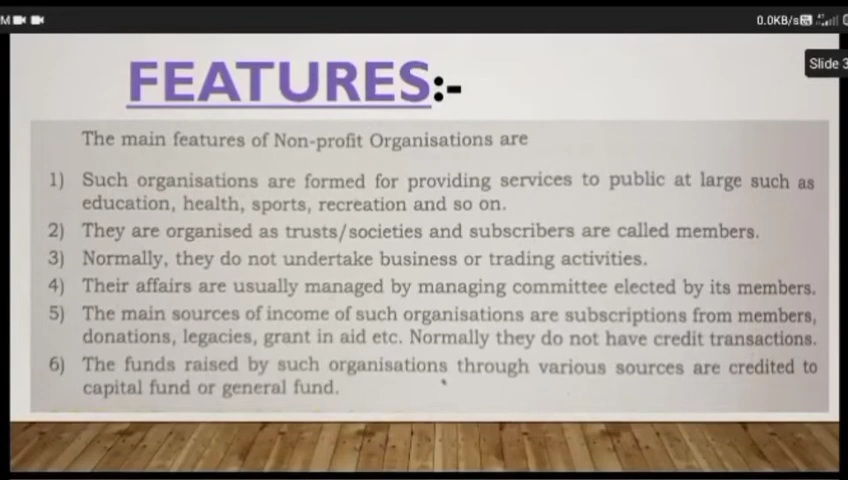 M
0.0KB/s
Slide 3
FEATURES:-
The main features of Non-profit Organisations are
1) Such organisations are formed for providing services to public at large such as
education, health, sports, recreation and so on.
2) They are organised as trusts/societies and subscribers are called members.
3) Normally, they do not undertake business or trading activities.
4) Their affairs are usually managed by managing committee elected by its members.
5) The main sources of income of such organisations are subscriptions from members,
donations, legacies, grant in aid etc. Normally they do not have credit transactions.
6) The funds raised by such organisations through various sources are credited to
capital fund or general fund.